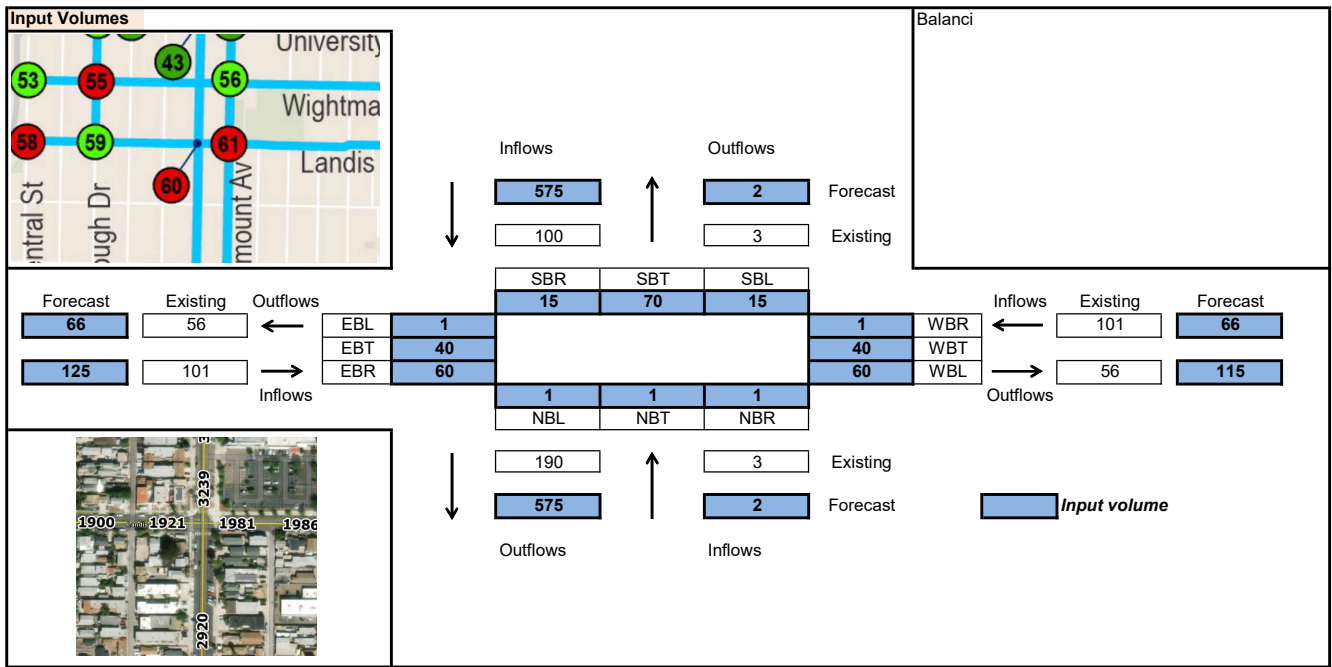 Input Volumes
Balanci
University
43
53
55
56
Wightma
58
59
61
Landis
60
entral St
ough Dr
mount Av
Inflows
Outflows
575
2
Forecast
100
3
Existing
SBR
SBT
SBL
15
70
15
Forecast
Existing
Outflows
Inflows
Existing
Forecast
66
56
EBL
1
1
WBR
101
66
EBT
40
40
WBT
125
101
EBR
60
60
WBL
56
115
Inflows
Outflows
1
1
1
NBL
NBT
NBR
190
3
Existing
575
2
Forecast
Input volume
Outflows
Inflows
3239
1900
1921
1981
1986
2920